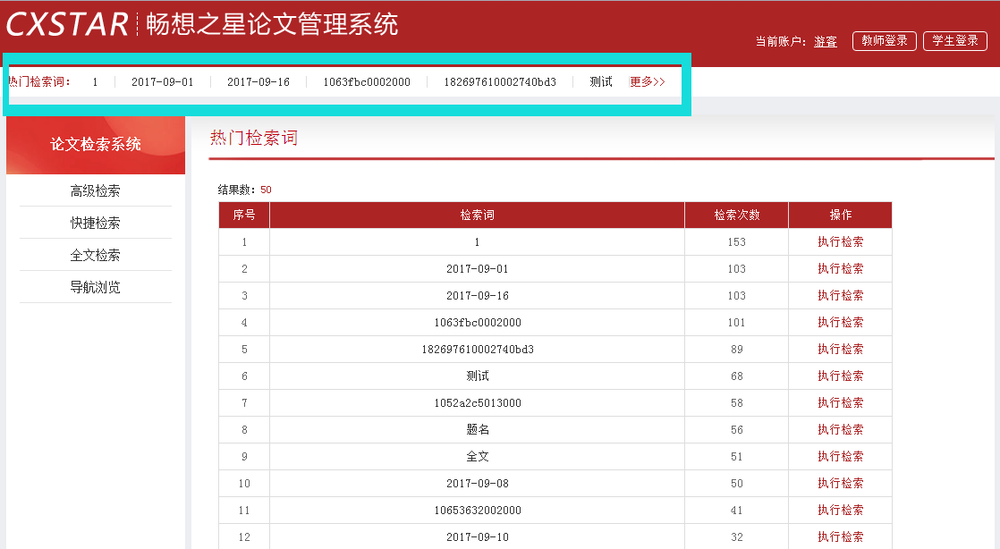 CXSTAR 畅想之星论文管理系统
当前账户: 游客 教师登录 学生登录
热门检索词: 1 2017-09-01 2017-09-16 1063fbc0002000 182697610002740bd3 测试 更多>>
论文检索系统
高级检索
快捷检索
全文检索
导航浏览
热门检索词
结果数: 50
序号 检索词 检索次数 操作
1 1 153 执行检索
2 2017-09-01 103 执行检索
3 2017-09-16 103 执行检索
4 1063fbc0002000 101 执行检索
5 182697610002740bd3 89 执行检索
6 测试 68 执行检索
7 1052a2c5013000 58 执行检索
8 题名 56 执行检索
9 全文 51 执行检索
10 2017-09-08 50 执行检索
11 10653632002000 41 执行检索
12 2017-09-10 32 执行检索